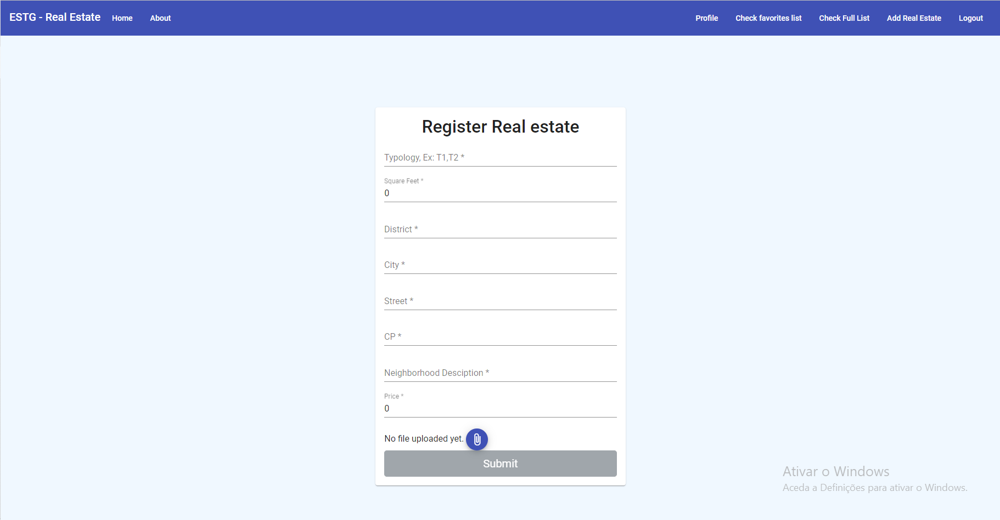 ESTG - Real Estate Home About Profile Check favorites list Check Full List Add Real Estate Logout
Register Real estate
Typology, Ex: T1,T2 *
Square Feet *
0
District *
City *
Street *
CP *
Neighborhood Desciption *
Price *
0
No file uploaded yet.
Submit
Ativar o Windows
Aceda a Definições para ativar o Windows.